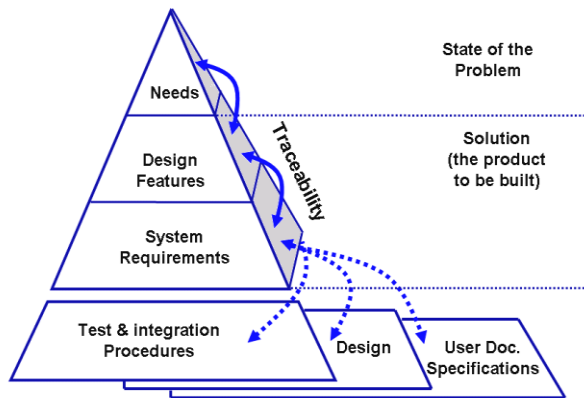 State of the
Problem
Needs
Solution
(the product
to be built)
Traceability
Design
Features
System
Requirements
Test & integration
Procedures
Design
User Doc.
Specifications